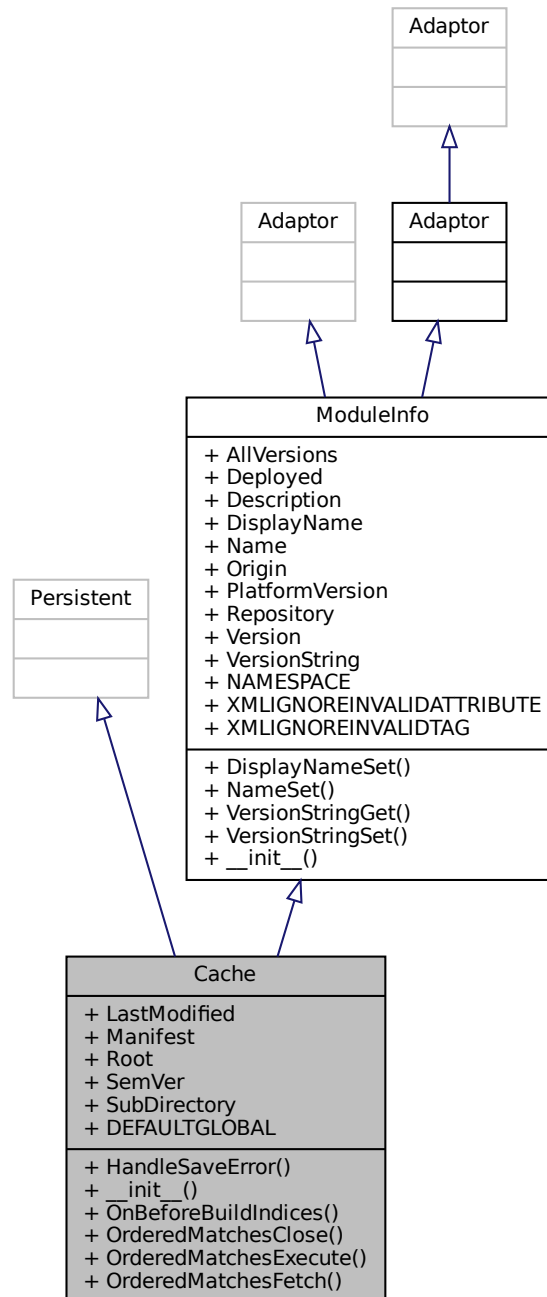 Adaptor
Adaptor
Adaptor
ModuleInfo
+ AllVersions
+ Deployed
+ Description
+ DisplayName
+ Name
+ Origin
+ PlatformVersion
+ Repository
+ Version
+ VersionString
+ NAMESPACE
+ XMLIGNOREINVALIDATTRIBUTE
+ XMLIGNOREINVALIDTAG
+ DisplayNameSet()
+ NameSet()
+ VersionStringGet()
+ VersionStringSet()
+ __init__()
Persistent
Cache
+ LastModified
+ Manifest
+ Root
+ SemVer
+ SubDirectory
+ DEFAULTGLOBAL
+ HandleSaveError()
+ __init__()
+ OnBeforeBuildIndices()
+ OrderedMatchesClose()
+ OrderedMatchesExecute()
+ OrderedMatchesFetch()